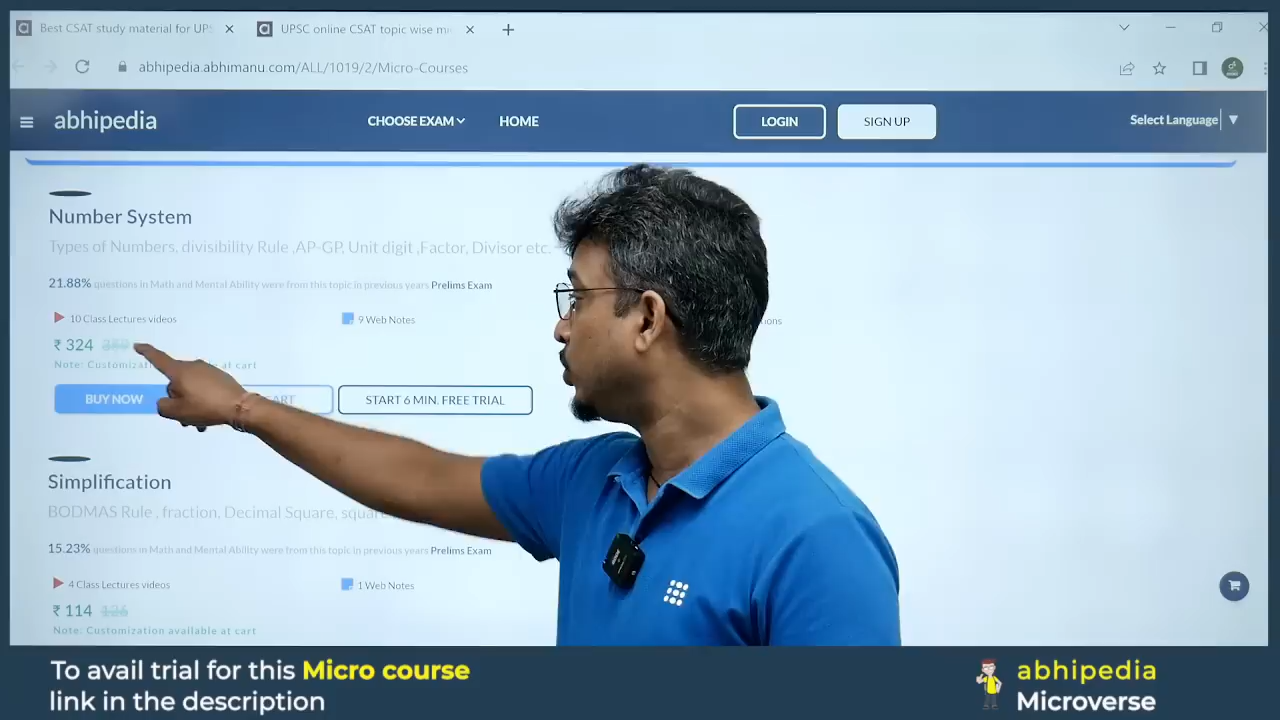 Best CSAT study material for UPS
UPSC online CSAT topic wise m
abhipedia.abhimanu.com/ALL/1019/2/Micro-Courses
abhipedia
CHOOSE EXAM
HOME
LOGIN
SIGN UP
Select Language
Number System
Types of Numbers, divisibility Rule ,AP-GP, Unit digit ,Factor, Divisor etc.
21.88% questions in Math and Mental Ability were from this topic in previous years Prelims Exam
10 Class Lectures videos
9 Web Notes
₹ 324
Note: at cart
BUY NOW
CART
START 6 MIN. FREE TRIAL
Simplification
BODMAS Rule , fraction, Decimal Square,
15.23% questions in Math and Mental Ability were from this topic in previous years Prelims Exam
4 Class Lectures videos
1 Web Notes
₹ 114 126
Note: Customization available at cart
To avail trial for this Micro course
link in the description
abhipedia
Microverse